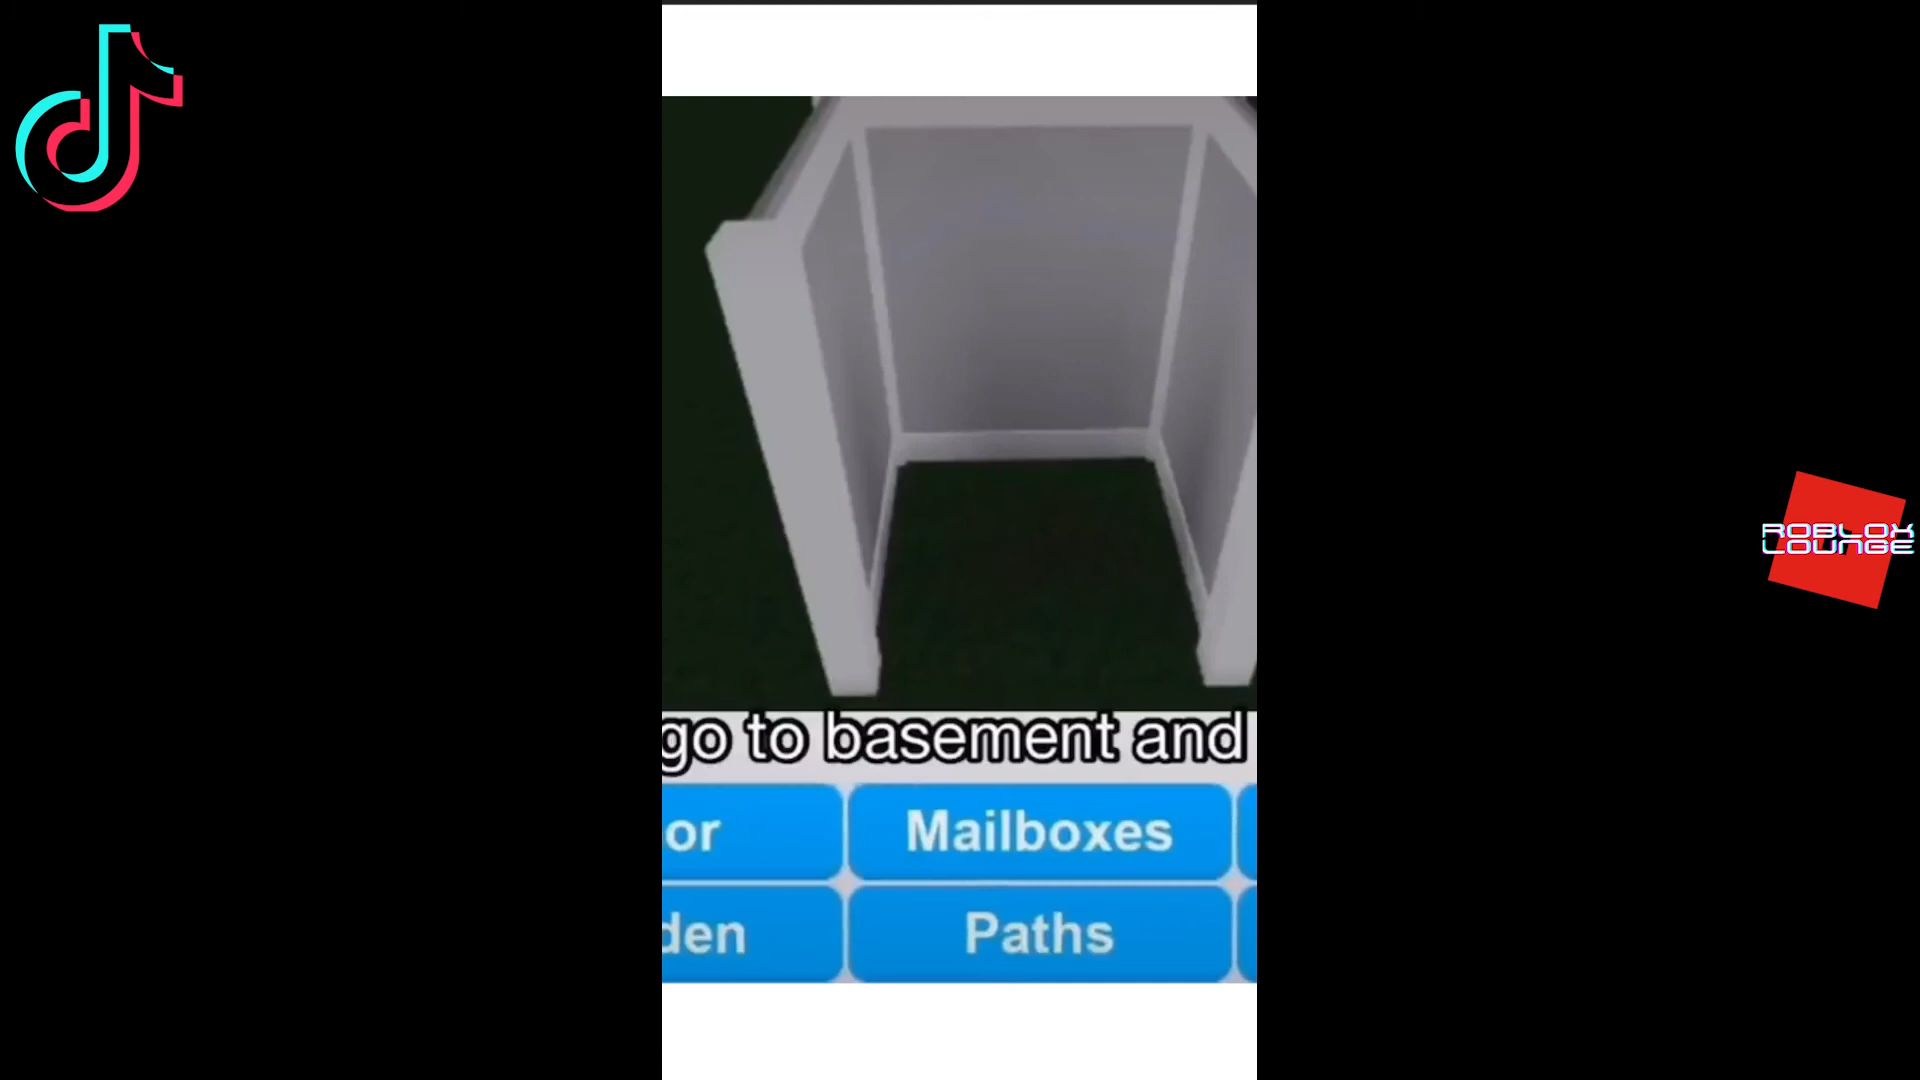 go to basement and
or
Mailboxes
den
Paths
ROBLOX
LOUNGE